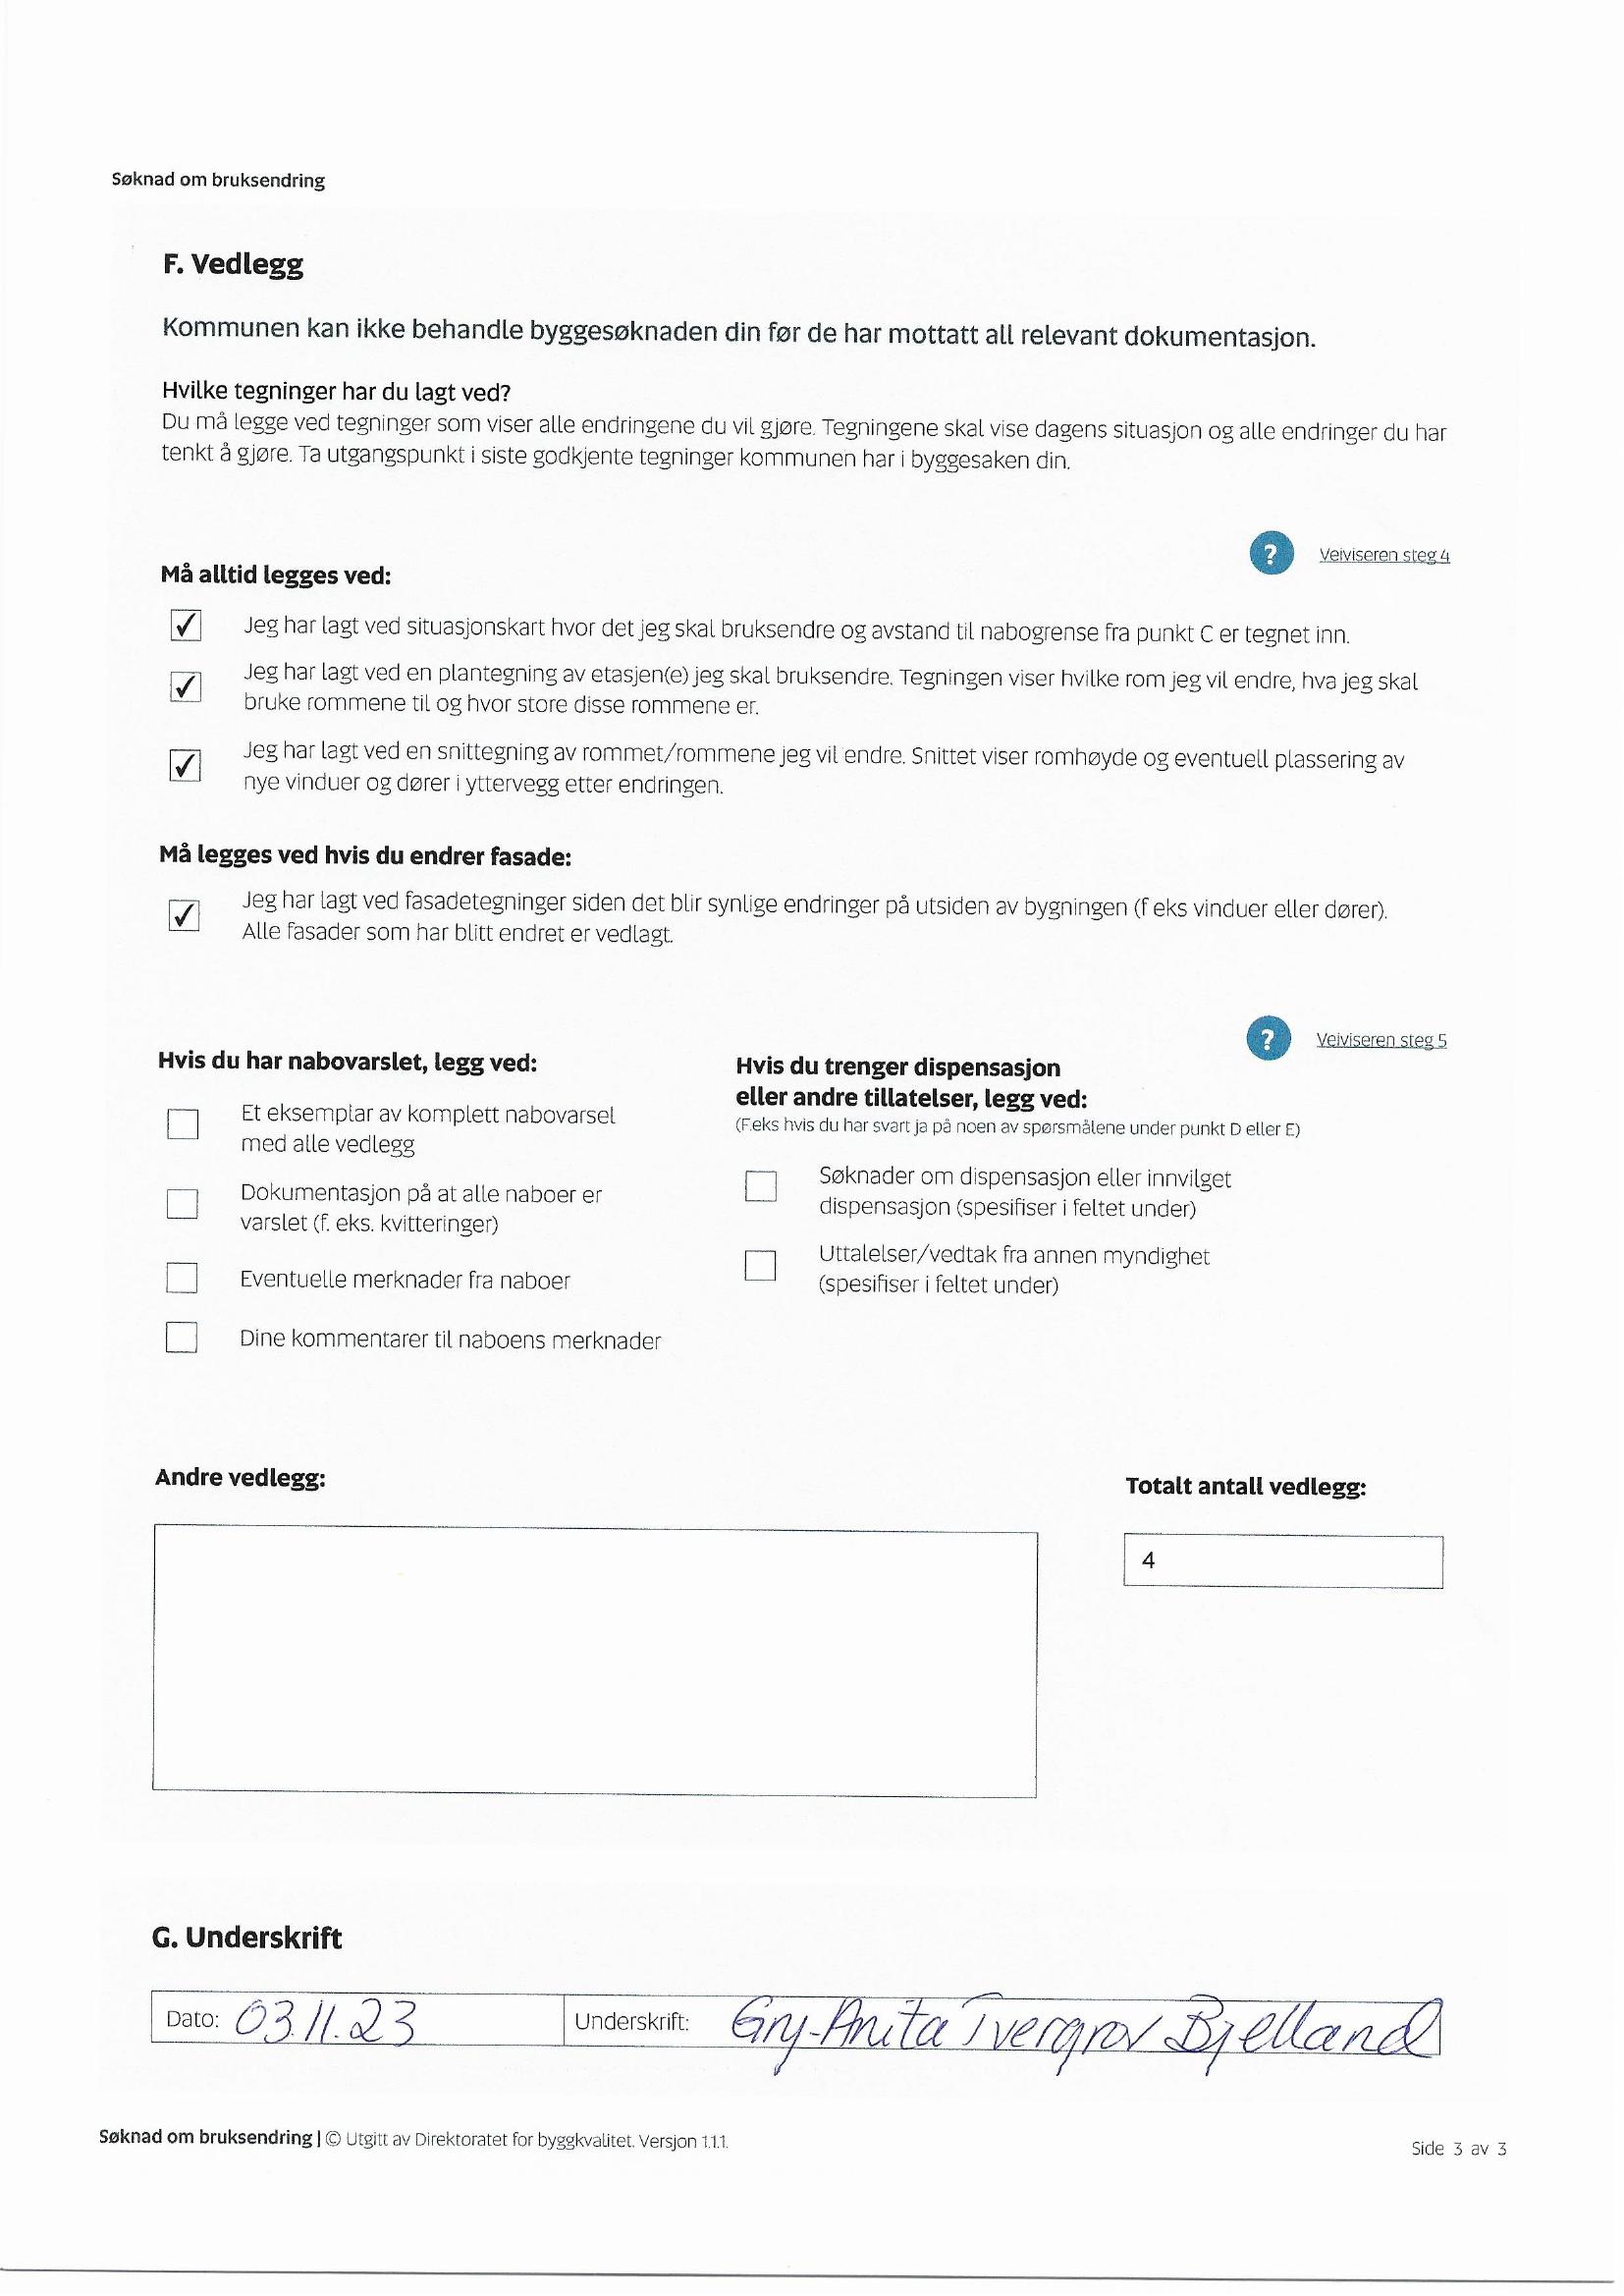 Søknad om bruksendring
F. Vedlegg
Kommunen kan ikke behandle byggesøknaden din før de har mottatt all relevant dokumentasjon.
Hvilke tegninger har du lagt ved?
Du må legge ved tegninger som viser alle endringene du vil gjøre. Tegningene skal vise dagens situasjon og alle endringer du har
tenkt å gjøre. Ta utgangspunkt i siste godkjente tegninger kommunen har i byggesaken din.
? Veiviseren steg 4
Må alltid legges ved:
✓ Jeg har lagt ved situasjonskart hvor det jeg skal bruksendre og avstand til nabogrense fra punkt C er tegnet inn.
✓ Jeg har lagt ved en plantegning av etasjen(e) jeg skal bruksendre. Tegningen viser hvilke rom jeg vil endre, hva jeg skal
bruke rommene til og hvor store disse rommene er.
✓ Jeg har lagt ved en snittegning av rommet/rommene jeg vil endre. Snittet viser romhøyde og eventuell plassering av
nye vinduer og dører i yttervegg etter endringen.
Må legges ved hvis du endrer fasade:
✓ Jeg har lagt ved fasadetegninger siden det blir synlige endringer på utsiden av bygningen (f eks vinduer eller dører).
Alle fasader som har blitt endret er vedlagt.
? Veiviseren steg 5
Hvis du har nabovarslet, legg ved:
Et eksemplar av komplett nabovarsel
med alle vedlegg
Dokumentasjon på at alle naboer er
varslet (f. eks. kvitteringer)
Eventuelle merknader fra naboer
Dine kommentarer til naboens merknader
Hvis du trenger dispensasjon
eller andre tillatelser, legg ved:
(F.eks hvis du har svart ja på noen av spørsmålene under punkt D eller E)
Søknader om dispensasjon eller innvilget
dispensasjon (spesifiser i feltet under)
Uttalelser/vedtak fra annen myndighet
(spesifiser i feltet under)
Andre vedlegg:
Totalt antall vedlegg:
4
G. Underskrift
Dato: 03.11.23 Underskrift: Gry-Anita Tvergrov Bjelland
Søknad om bruksendring | © Utgitt av Direktoratet for byggkvalitet. Versjon 1.1.1.
Side 3 av 3